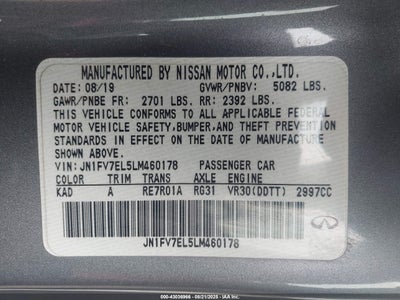 MANUFACTURED BY NISSAN MOTOR CO.,LTD.
DATE: 08/19 GVWR/PNBV: 5082 LBS.
GAWR/PNBE FR: 2701 LBS. RR: 2392 LBS.
THIS VEHICLE CONFORMS TO ALL APPLICABLE FEDERAL
MOTOR VEHICLE SAFETY,BUMPER,AND THEFT PREVENTION
STANDARDS IN EFFECT ON THE DATE OF MANUFACTURE
SHOWN ABOVE.
VIN: JN1FV7EL5LM460178 PASSENGER CAR
COLOR TRIM TRANS AXLE ENGINE
KAD A RE7R01A RG31 VR30(DDTT) 2997CC
JN1FV7EL5LM460178
INFINITI